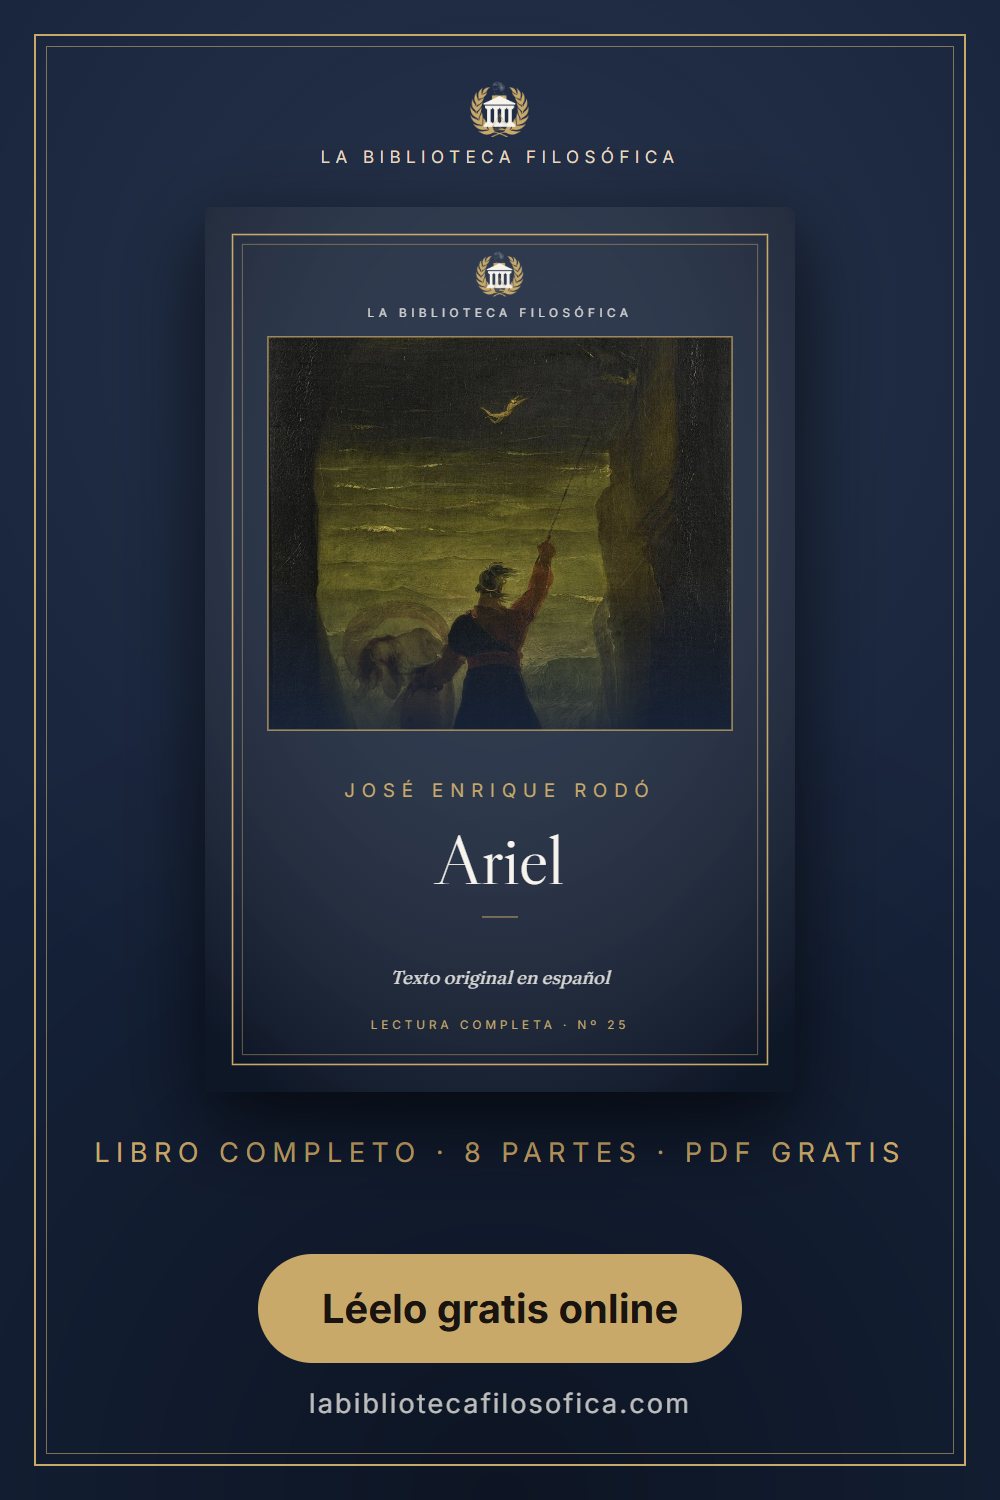 LA BIBLIOTECA FILOSÓFICA
LA BIBLIOTECA FILOSÓFICA
JOSÉ ENRIQUE RODÓ
Ariel
Texto original en español
LECTURA COMPLETA · Nº 25
LIBRO COMPLETO · 8 PARTES · PDF GRATIS
Léelo gratis online
labibliotecafilosofica.com